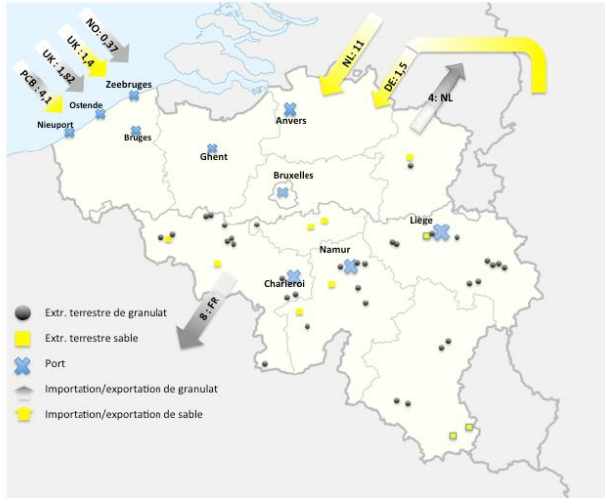 NO: 0,37
UK : 1,4
UK : 1,82
PCB : 4,1
NL: 11
DE: 1,5
4: NL
Zeebruges
Ostende
Nieuport
Bruges
Anvers
Ghent
Bruxelles
Liège
Namur
Charleroi
8 : FR
Extr. terrestre de granulat
Extr. terrestre sable
Port
Importation/exportation de granulat
Importation/exportation de sable